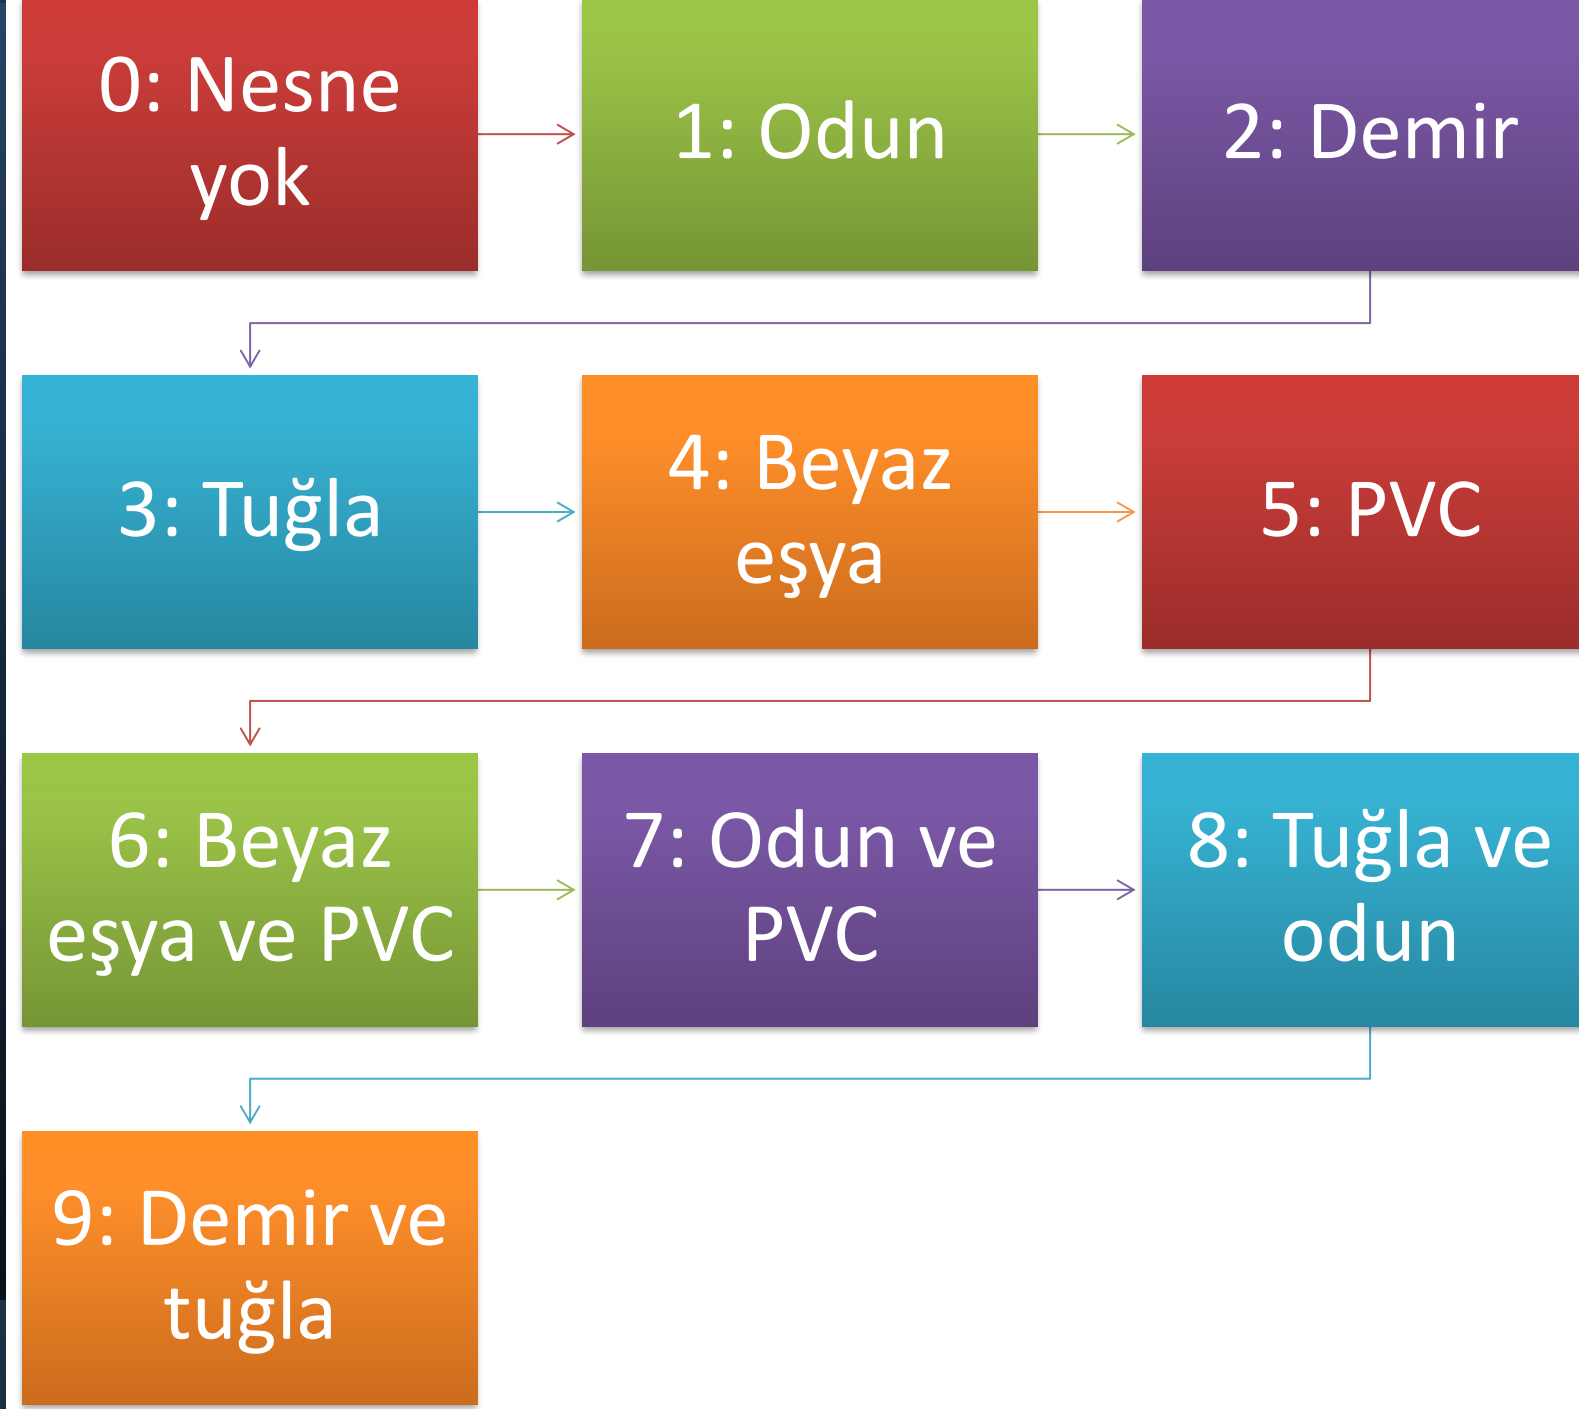 0: Nesne
yok
1: Odun
2: Demir
3: Tuğla
4: Beyaz
eşya
5: PVC
6: Beyaz
eşya ve PVC
7: Odun ve
PVC
8: Tuğla ve
odun
9: Demir ve
tuğla